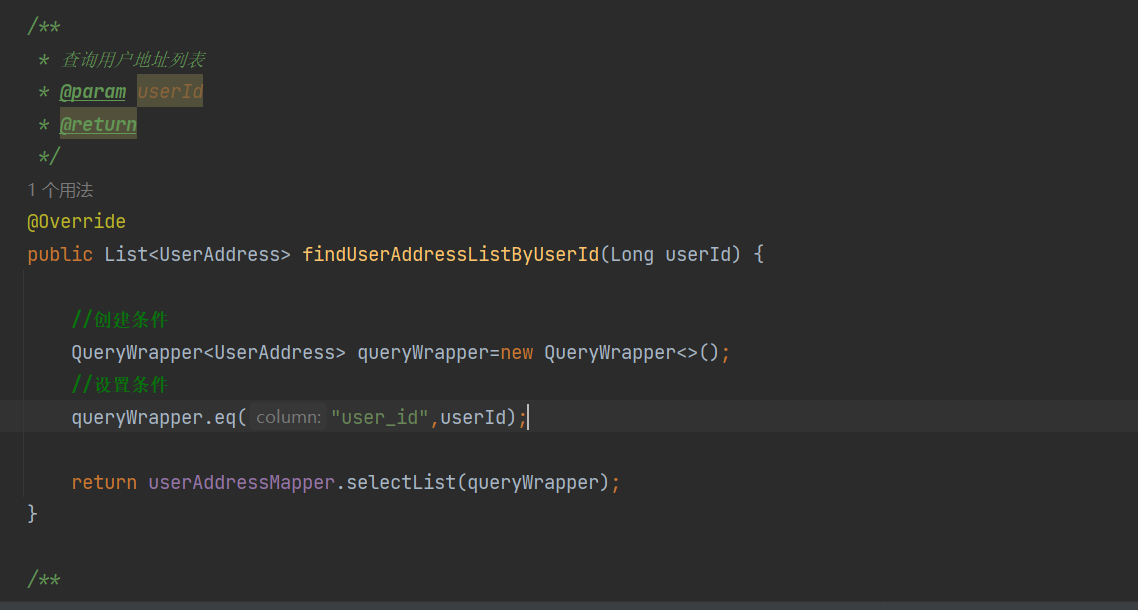 /**
* 查询用户地址列表
* @param userId
* @return
*/
1 个用法
@Override
public List<UserAddress> findUserAddressListByUserId(Long userId) {
//创建条件
QueryWrapper<UserAddress> queryWrapper=new QueryWrapper<>();
//设置条件
queryWrapper.eq( column: "user_id",userId);
return userAddressMapper.selectList(queryWrapper);
}
/**